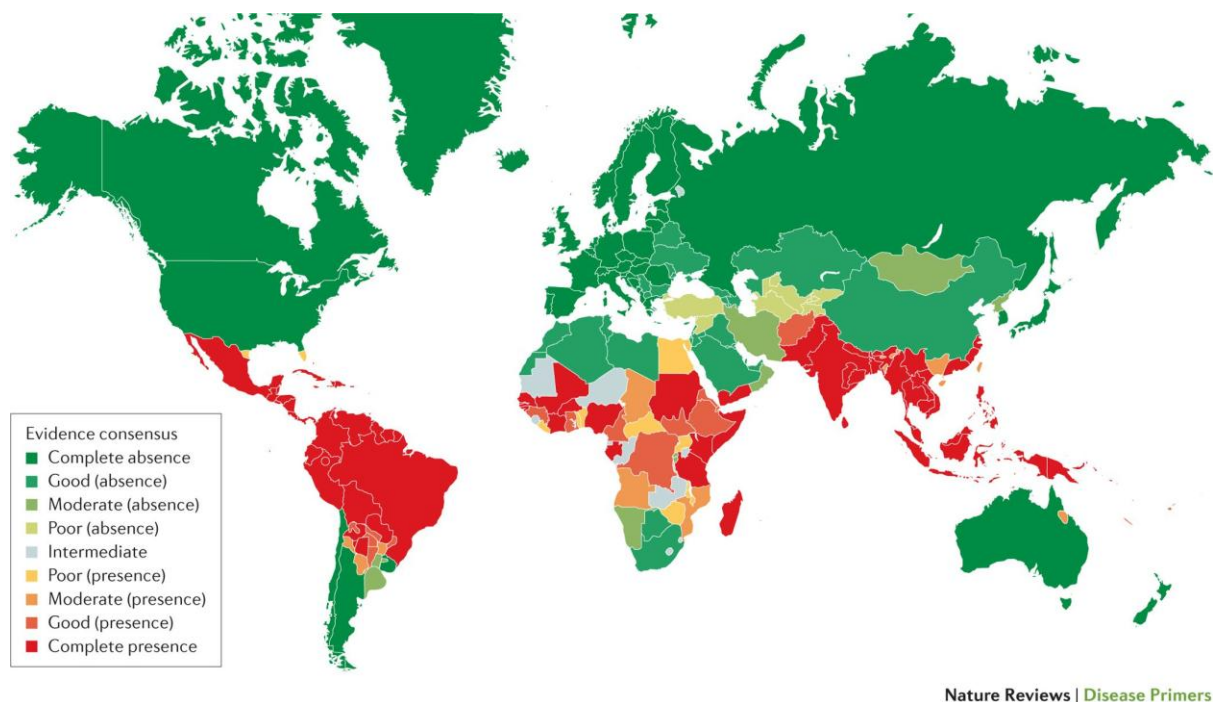 Evidence consensus
Complete absence
Good (absence)
Moderate (absence)
Poor (absence)
Intermediate
Poor (presence)
Moderate (presence)
Good (presence)
Complete presence
Nature Reviews | Disease Primers